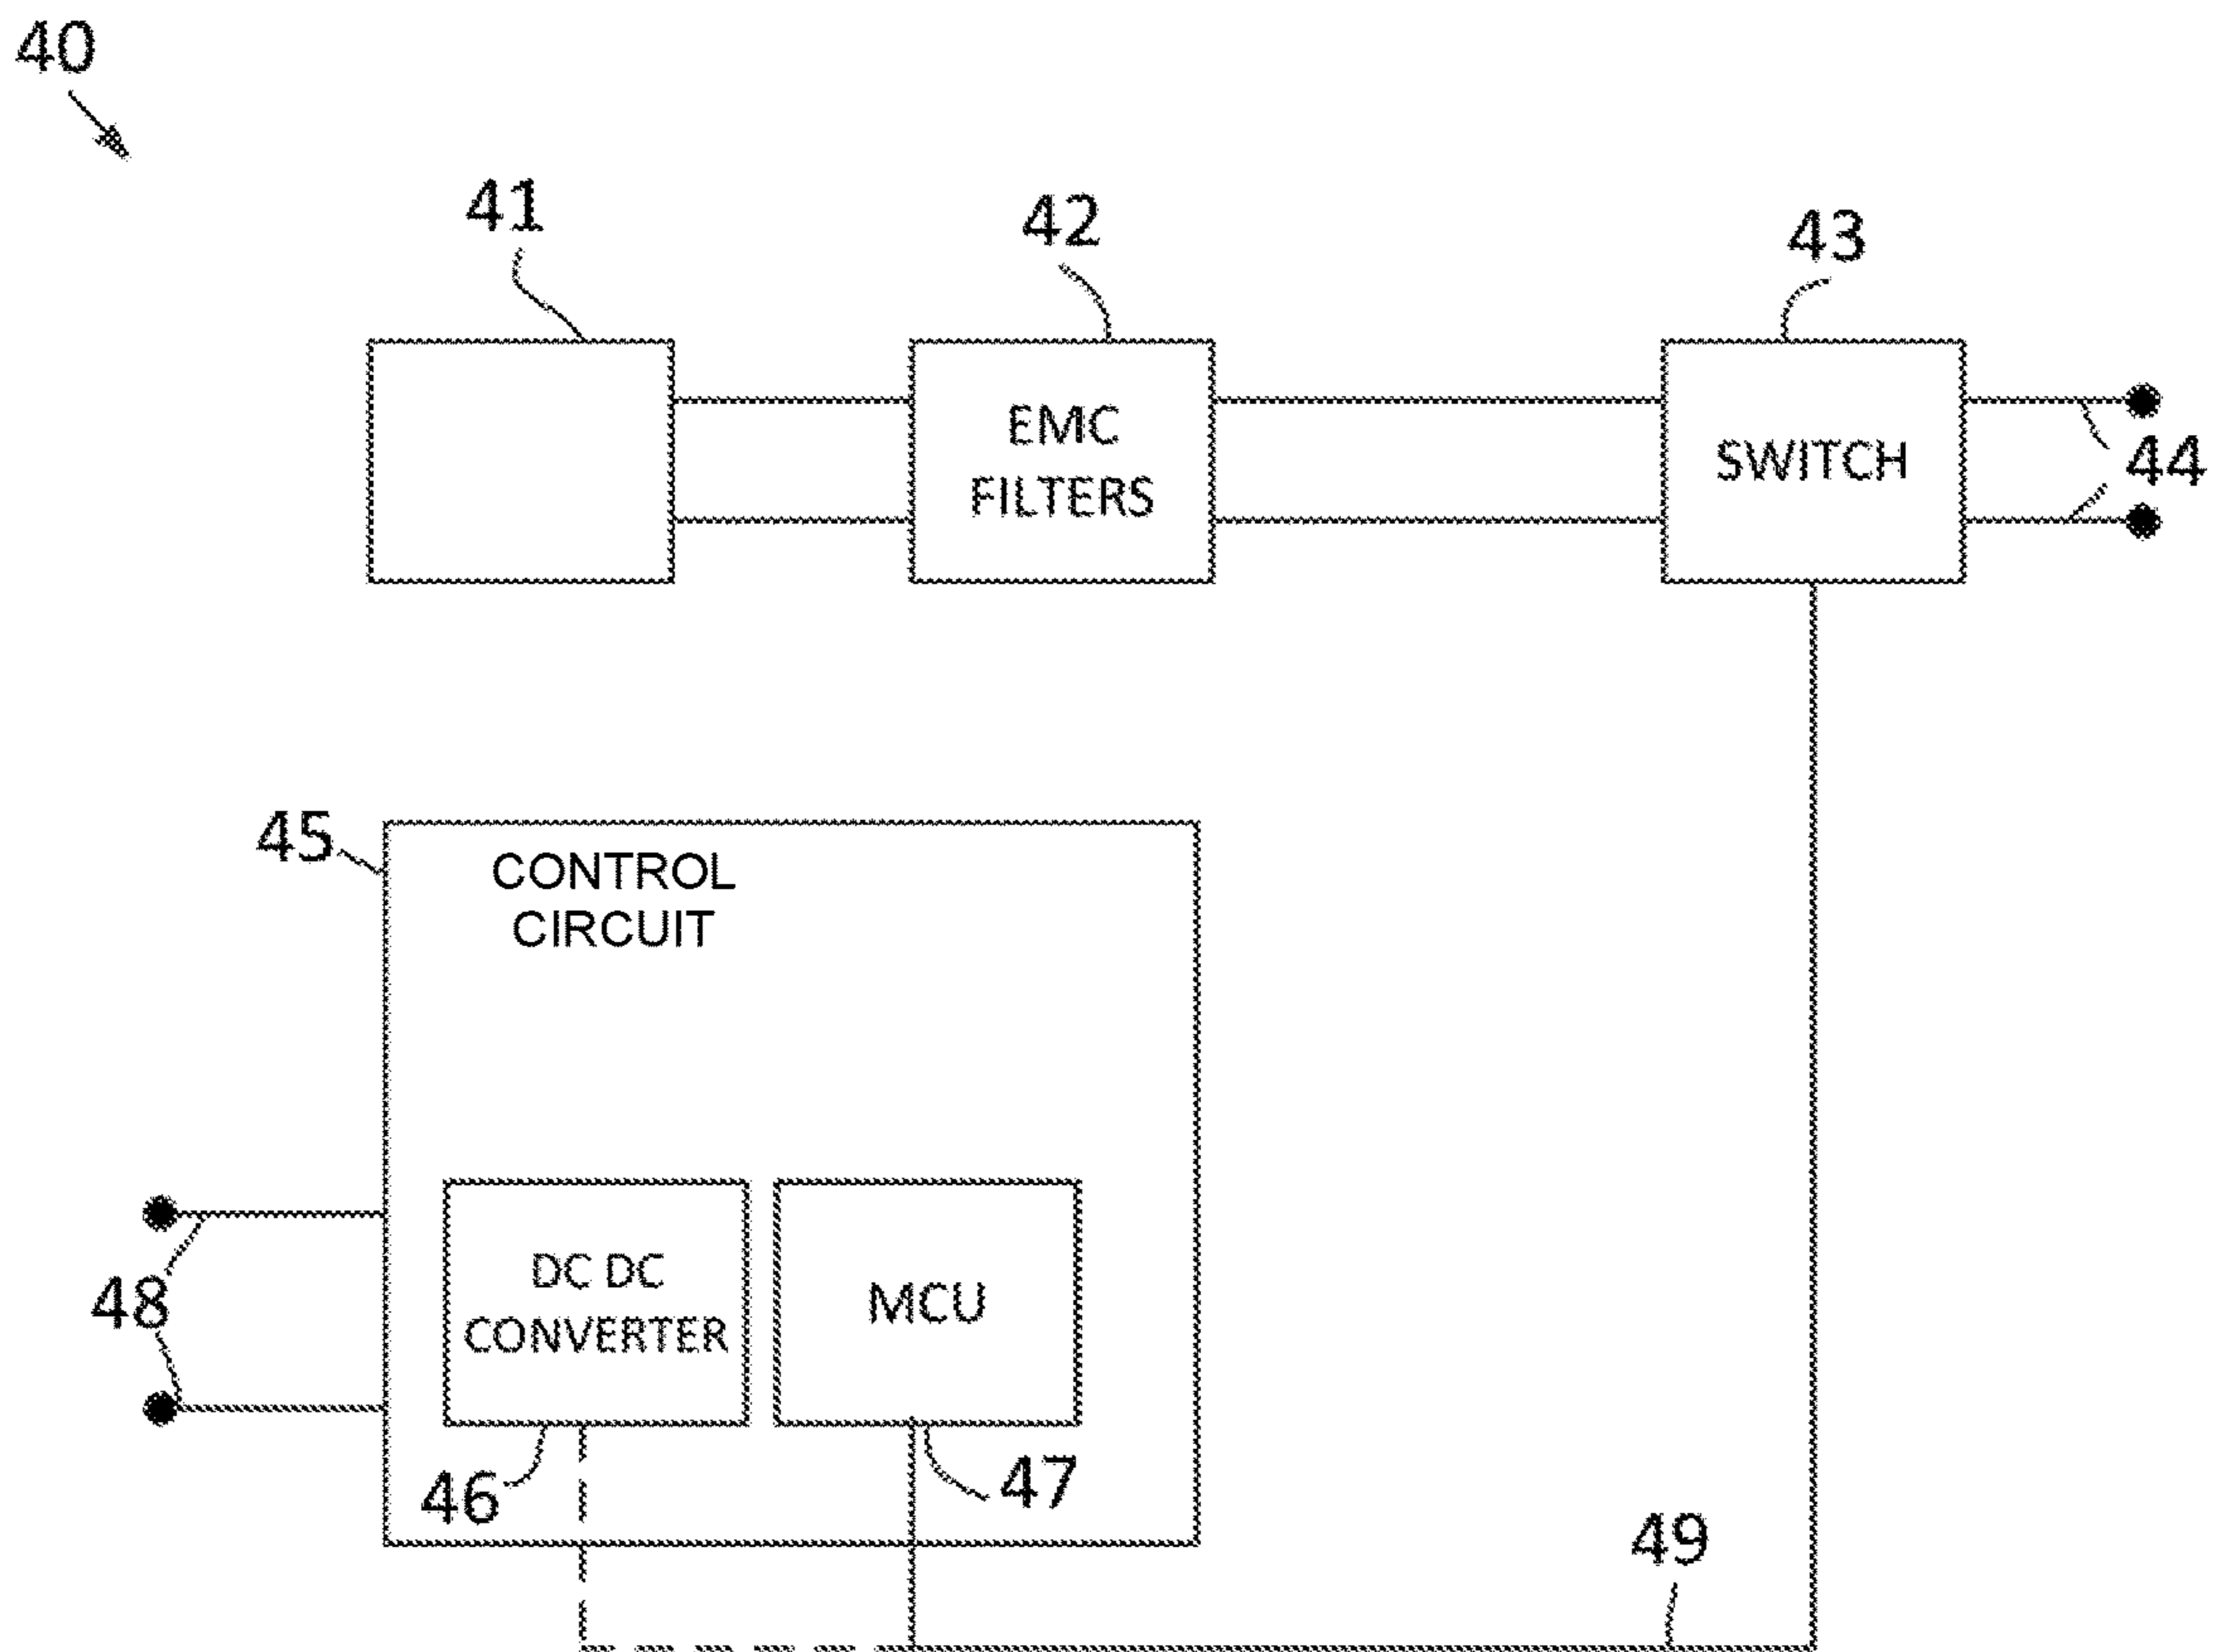 40
41
42
43
EMC
FILTERS
SWITCH
44
45
CONTROL
CIRCUIT
DC DC
CONVERTER
MCU
48
46
47
49